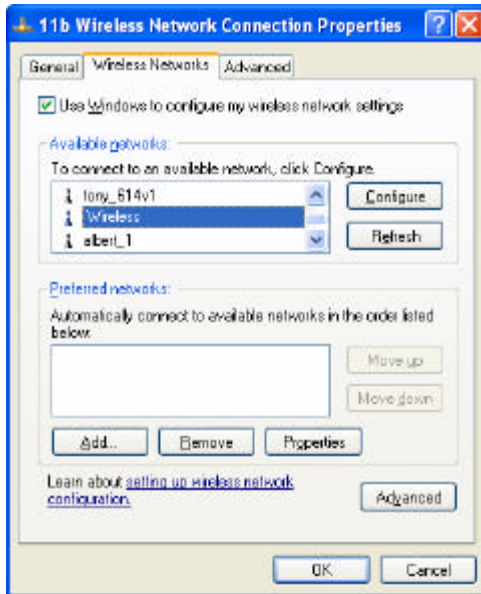 11b Wireless Network Connection Properties
General Wireless Networks Advanced
Use Windows to configure my wireless network settings
Available networks:
To connect to an available network, click Configure.
tony_614v1
Wireless
albert_1
Configure
Refresh
Preferred networks:
Automatically connect to available networks in the order listed
below:
Move up
Move down
Add... Remove Properties
Learn about setting up wireless network
configuration.
Advanced
OK Cancel